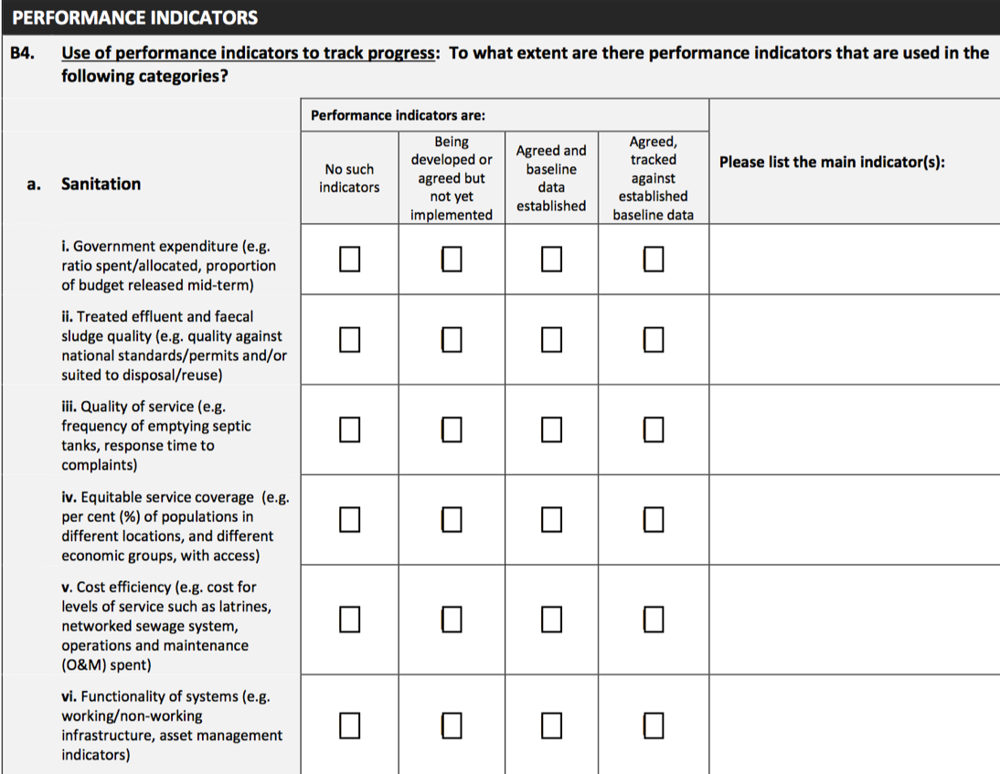 PERFORMANCE INDICATORS
B4. Use of performance indicators to track progress: To what extent are there performance indicators that are used in the
following categories?
Performance indicators are:
a. Sanitation
No such
indicators
Being
developed or
agreed but
not yet
implemented
Agreed and
baseline
data
established
Agreed,
tracked
against
established
baseline data
Please list the main indicator(s):
i. Government expenditure (e.g.
ratio spent/allocated, proportion
of budget released mid-term)
ii. Treated effluent and faecal
sludge quality (e.g. quality against
national standards/permits and/or
suited to disposal/reuse)
iii. Quality of service (e.g.
frequency of emptying septic
tanks, response time to
complaints)
iv. Equitable service coverage (e.g.
per cent (%) of populations in
different locations, and different
economic groups, with access)
v. Cost efficiency (e.g. cost for
levels of service such as latrines,
networked sewage system,
operations and maintenance
(O&M) spent)
vi. Functionality of systems (e.g.
working/non-working
infrastructure, asset management
indicators)